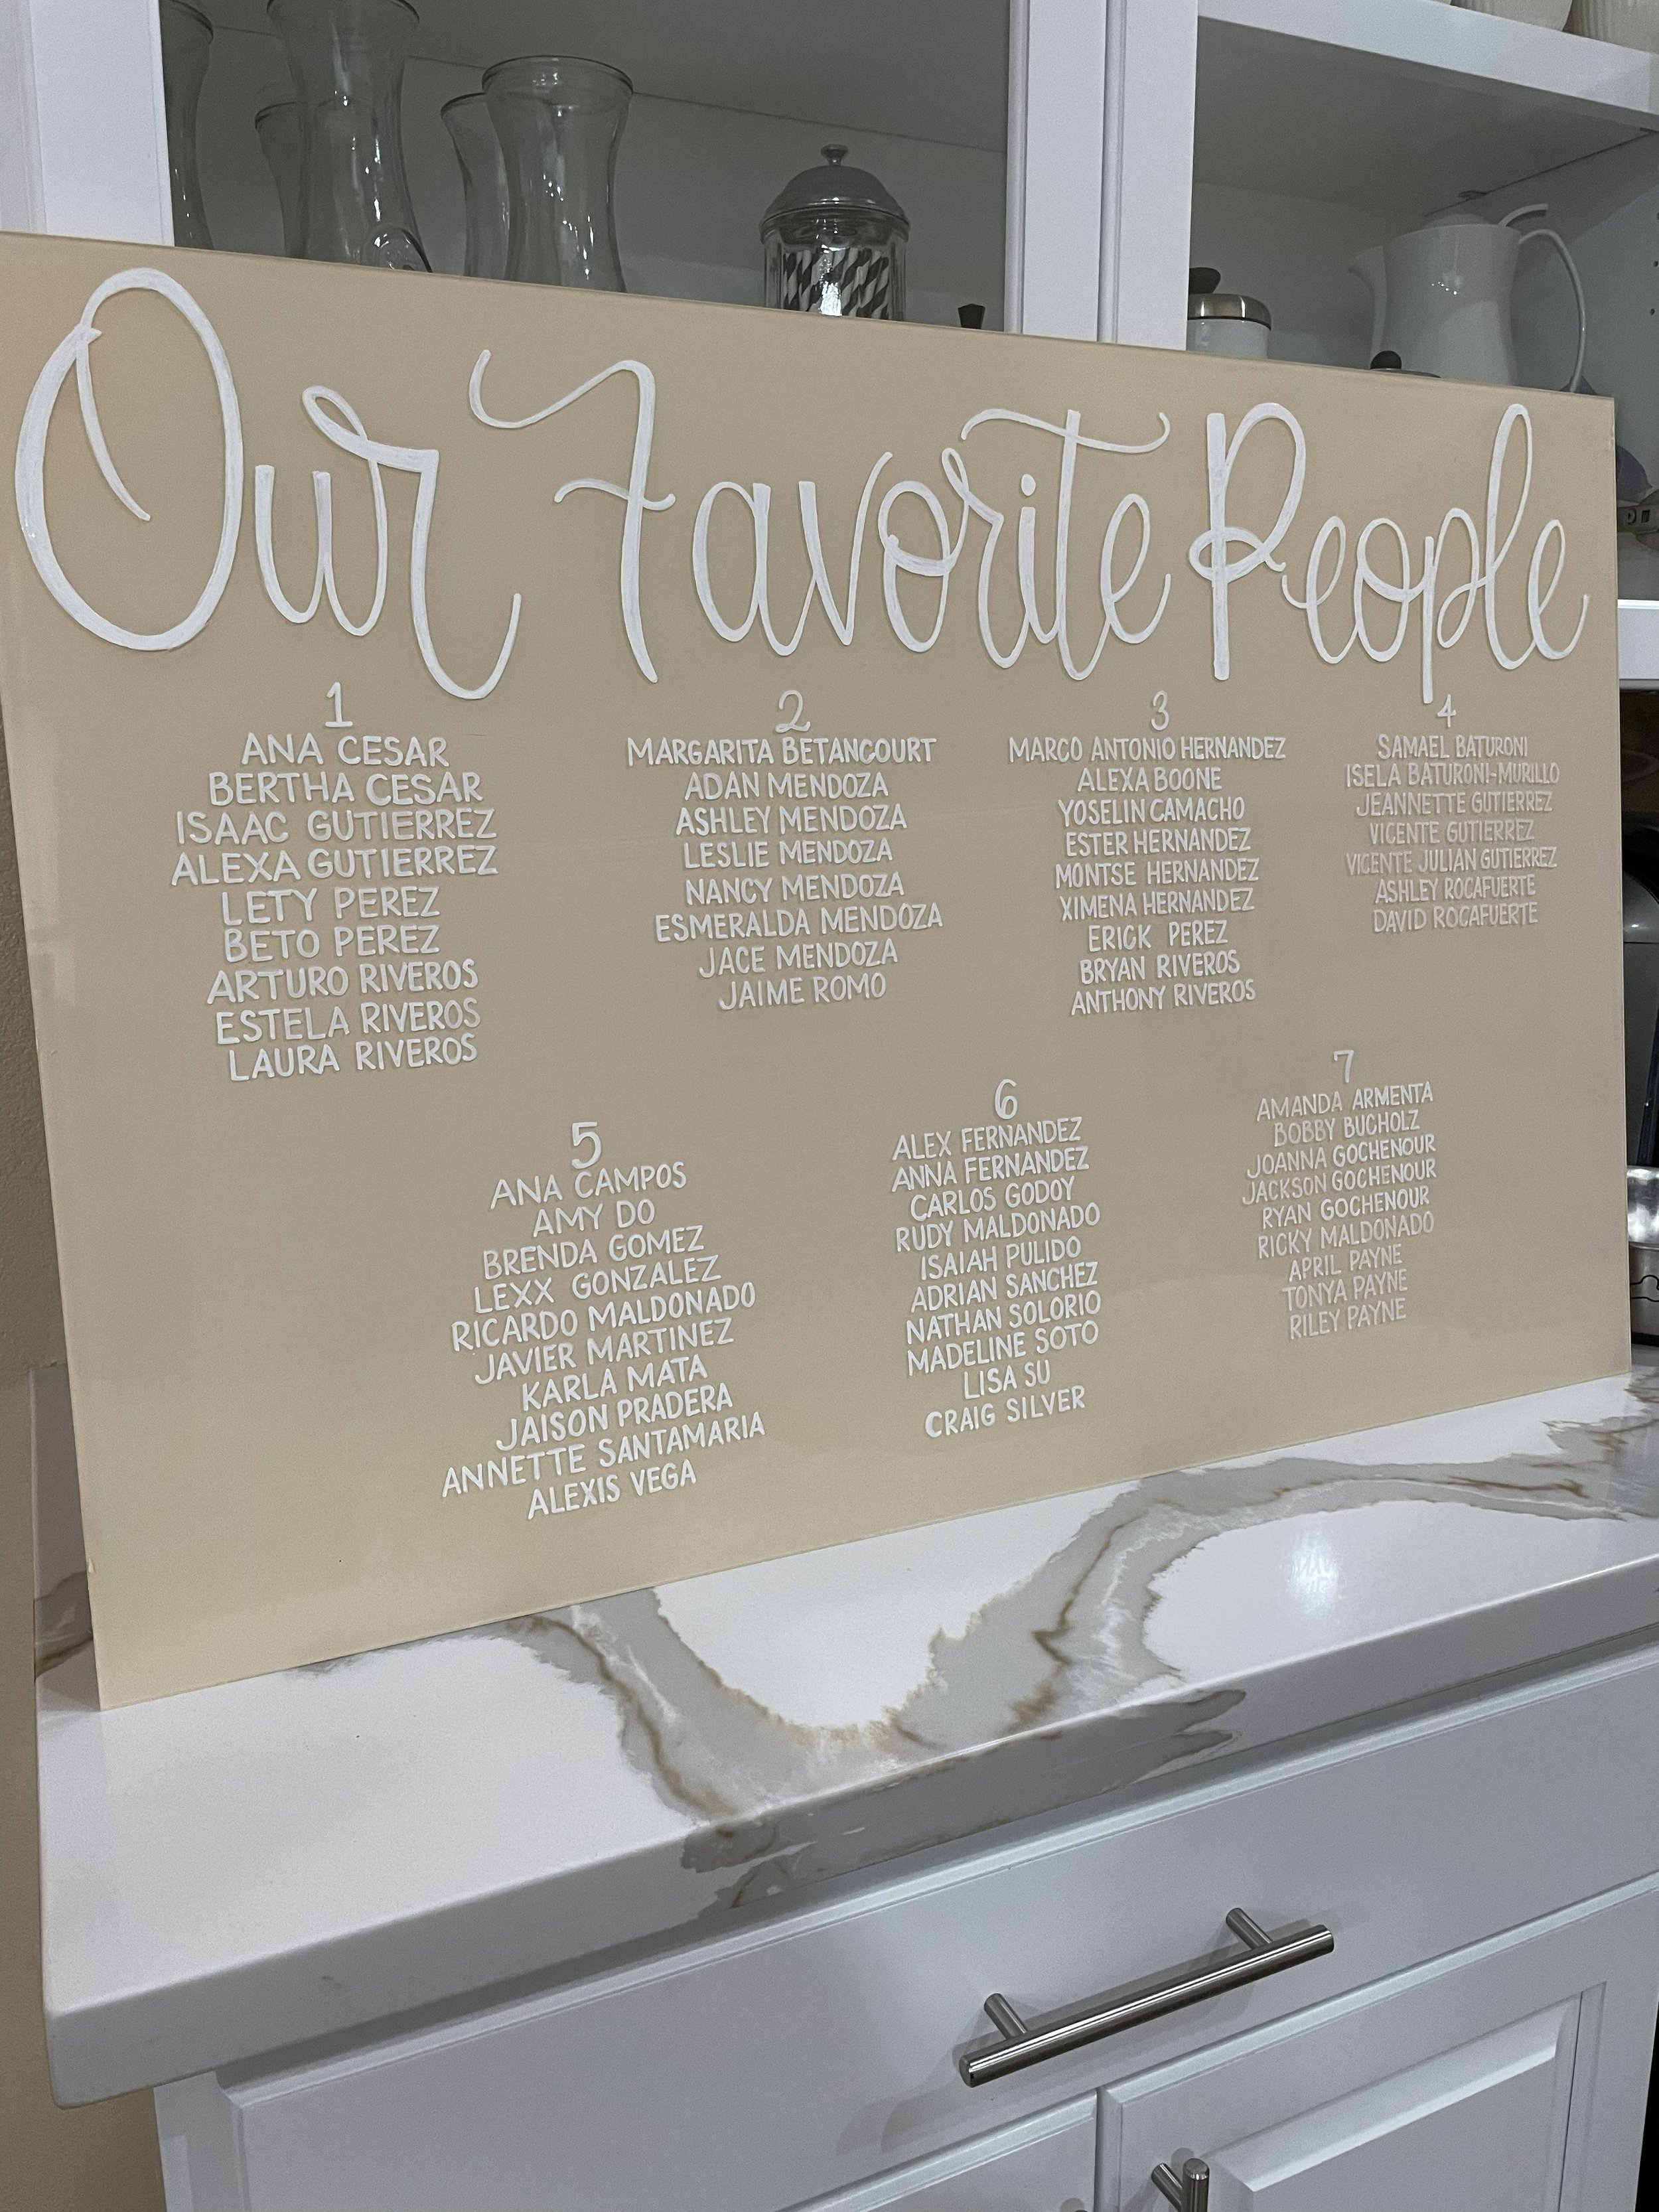 Our Favorite People
1
ANA CESAR
BERTHA CESAR
ISAAC GUTIERREZ
ALEXA GUTIERREZ
LETY PEREZ
BETO PEREZ
ARTURO RIVEROS
ESTELA RIVEROS
LAURA RIVEROS
2
MARGARITA BETANCOURT
ADAN MENDOZA
ASHLEY MENDOZA
LESLIE MENDOZA
NANCY MENDOZA
ESMERALDA MENDOZA
JACE MENDOZA
JAIME ROMO
3
MARCO ANTONIO HERNANDEZ
ALEXA BOONE
YOSELIN CAMACHO
ESTER HERNANDEZ
MONTSE HERNANDEZ
XIMENA HERNANDEZ
ERICK PEREZ
BRYAN RIVEROS
ANTHONY RIVEROS
4
SAMAEL BATURONI
ISELA BATURONI-MURILLO
JEANNETTE GUTIERREZ
VICENTE GUTIERREZ
VICENTE JULIAN GUTIERREZ
ASHLEY ROCAFUERTE
DAVID ROCAFUERTE
5
ANA CAMPOS
AMY DO
BRENDA GOMEZ
LEXX GONZALEZ
RICARDO MALDONADO
JAVIER MARTINEZ
KARLA MATA
JAISON PRADERA
ANNETTE SANTAMARIA
ALEXIS VEGA
6
ALEX FERNANDEZ
ANNA FERNANDEZ
CARLOS GODOY
RUDY MALDONADO
ISAIAH PULIDO
ADRIAN SANCHEZ
NATHAN SOLORIO
MADELINE SOTO
LISA SU
CRAIG SILVER
7
AMANDA ARMENTA
BOBBY BUCHOLZ
JOANNA GOCHENOUR
JACKSON GOCHENOUR
RYAN GOCHENOUR
RICKY MALDONADO
APRIL PAYNE
TONYA PAYNE
RILEY PAYNE